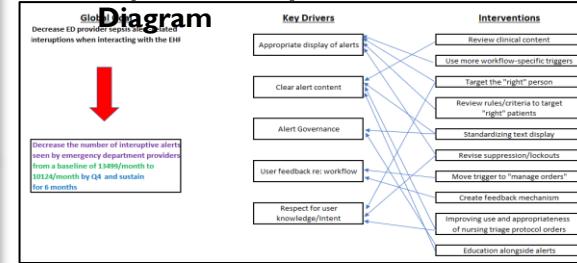 Diagram
Global
Decrease ED provider sepsis
interuptions when interacting with the EHR
Decrease the number of interuptive alerts
seen by emergency department providers
from a baseline of 13499/month to
10124/month by Q4 and sustain
for 6 months
Key Drivers
Appropriate display of alerts
Clear alert content
Alert Governance
User feedback re: workflow
Respect for user
knowledge/Intent
Interventions
Review clinical content
Use more workflow-specific triggers
Target the "right" person
Review rules/criteria to target
"right" patients
Standardizing text display
Revise suppression/lockouts
Move trigger to "manage orders"
Create feedback mechanism
Improving use and appropriateness
of nursing triage protocol orders
Education alongside alerts